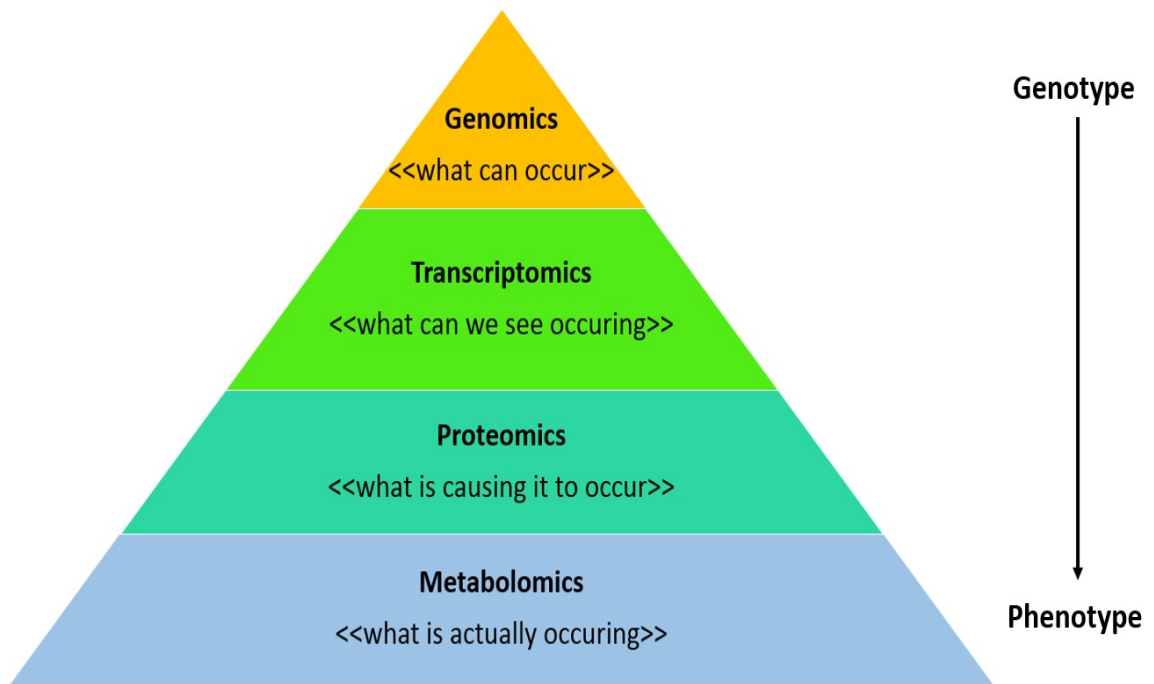 Genomics
<<what can occur>>
Transcriptomics
<<what can we see occuring>>
Proteomics
<<what is causing it to occur>>
Metabolomics
<<what is actually occuring>>
Genotype
Phenotype